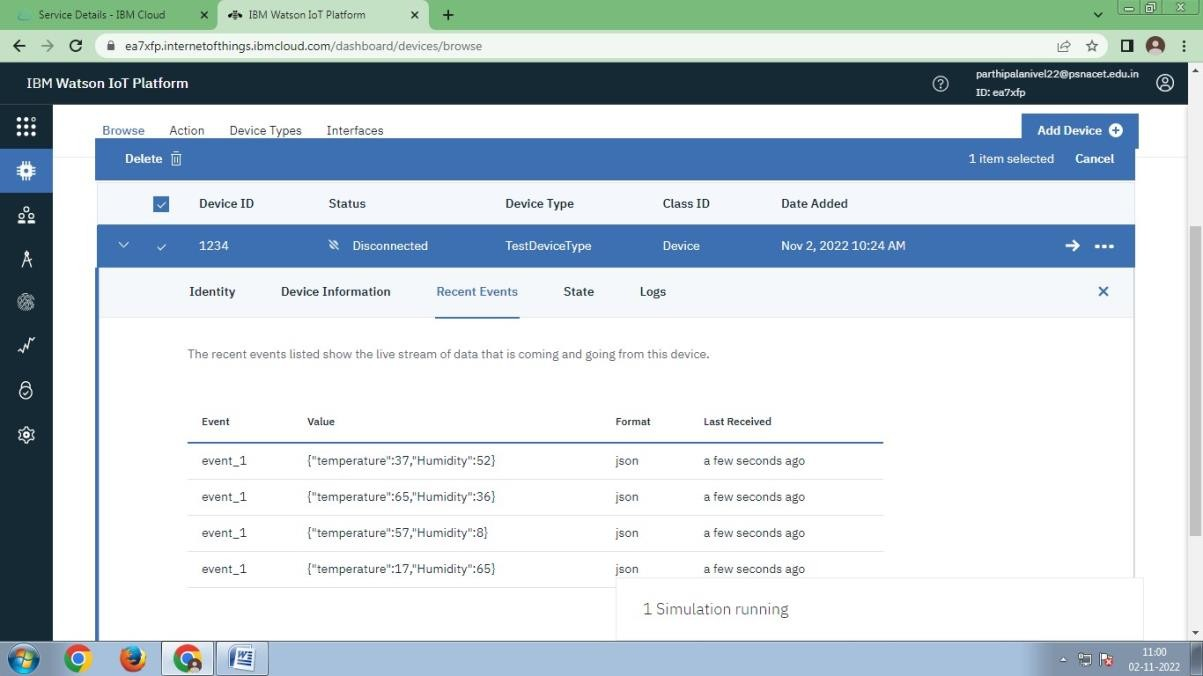 Service Details - IBM Cloud
IBM Watson IoT Platform
ea7xfp.internetofthings.ibmcloud.com/dashboard/devices/browse
IBM Watson IoT Platform
parthipalanivel22@psnacet.edu.in
ID: ea7xfp
Browse Action Device Types Interfaces
Add Device
Delete 1 item selected Cancel
Device ID Status Device Type Class ID Date Added
1234 Disconnected TestDeviceType Device Nov 2, 2022 10:24 AM
Identity Device Information Recent Events State Logs
The recent events listed show the live stream of data that is coming and going from this device.
Event Value Format Last Received
event_1 {"temperature":37,"Humidity":52} json a few seconds ago
event_1 {"temperature":65,"Humidity":36} json a few seconds ago
event_1 {"temperature":57,"Humidity":8} json a few seconds ago
event_1 {"temperature":17,"Humidity":65} json a few seconds ago
1 Simulation running
11:00
02-11-2022